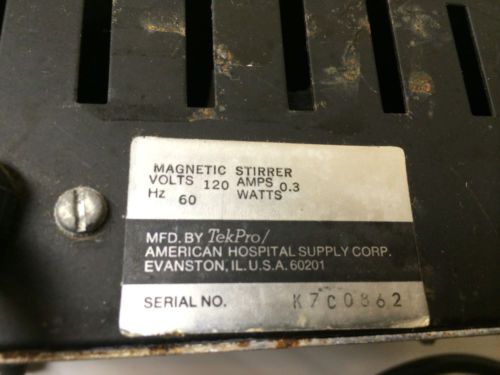 MAGNETIC STIRRER
VOLTS 120 AMPS 0.3
Hz 60 WATTS
MFD. BY TekPro/
AMERICAN HOSPITAL SUPPLY CORP.
EVANSTON, IL. U.S.A. 60201
SERIAL NO. K7C0862